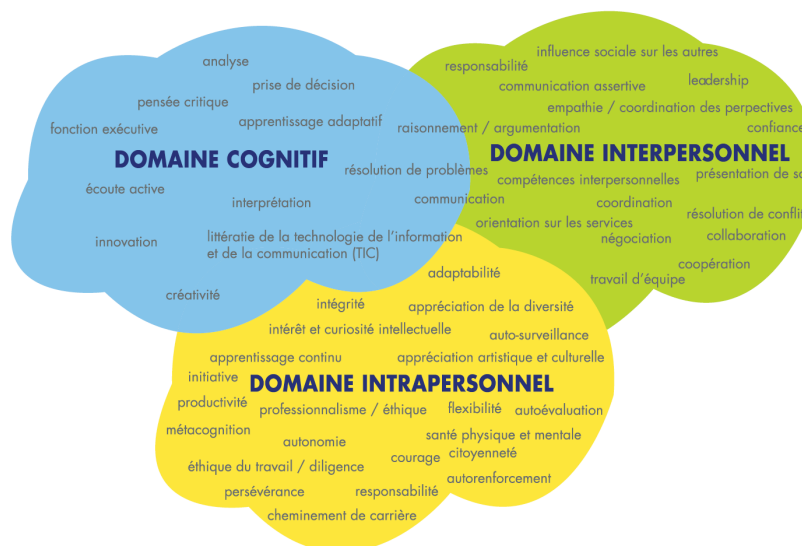 analyse
prise de décision
pensée critique
fonction exécutive
apprentissage adaptatif
DOMAINE COGNITIF
résolution de problèmes
écoute active
interprétation
communication
innovation
littératie de la technologie de l'information
et de la communication (TIC)
créativité
influence sociale sur les autres
responsabilité
leadership
communication assertive
empathie / coordination des perpectives
raisonnement / argumentation
confiance
DOMAINE INTERPERSONNEL
présentation de
compétences interpersonnelles
coordination
orientation sur les services
résolution de
négociation
collaboration
coopération
travail d'équipe
adaptabilité
intégrité
appréciation de la diversité
intérêt et curiosité intellectuelle
auto-surveillance
apprentissage continu
appréciation artistique et culturelle
initiative
DOMAINE INTRAPERSONNEL
productivité
professionnalisme / éthique
flexibilité
autoévaluation
métacognition
autonomie
santé physique et mentale
citoyenneté
courage
éthique du travail / diligence
autorenforcement
persévérance
responsabilité
cheminement de carrière